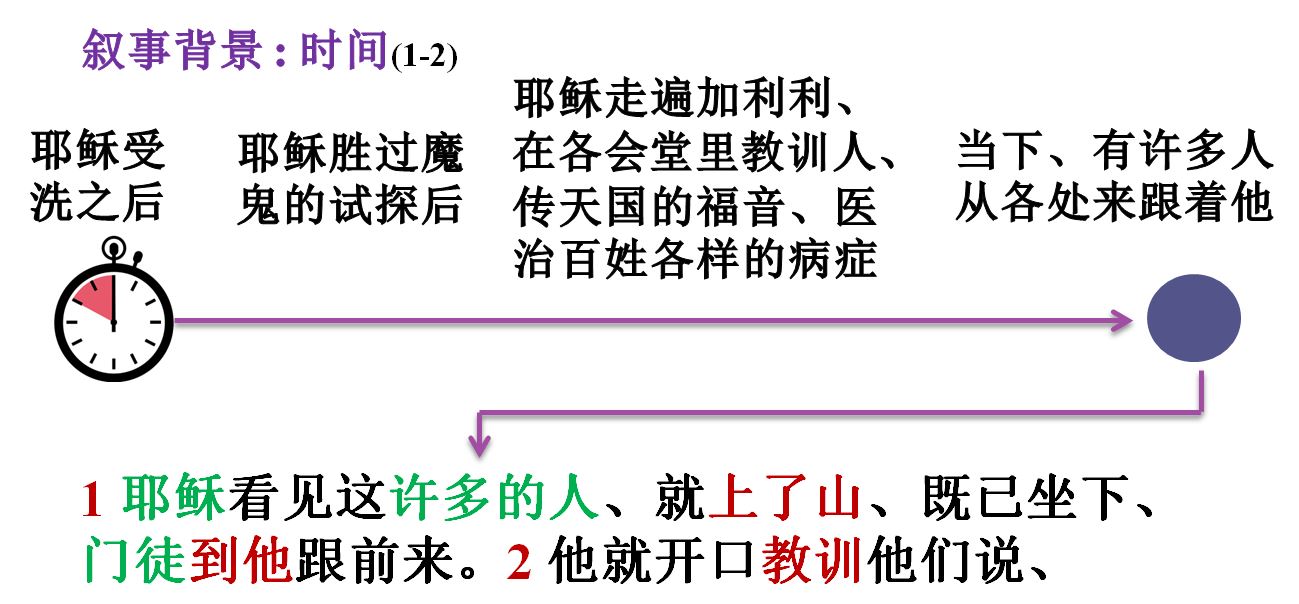 叙事背景：时间(1-2)
耶稣受
洗之后
耶稣胜过魔
鬼的试探后
耶稣走遍加利利、
在各会堂里教训人、
传天国的福音、医
治百姓各样的病症
当下、有许多人
从各处来跟着他
1 耶稣看见这许多的人、就上了山、既已坐下、
门徒到他跟前来。2 他就开口教训他们说、